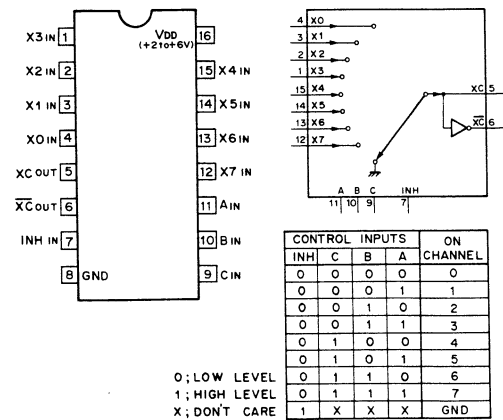 X3 IN 1
VDD
(+2 to +6V)
16
X2 IN 2
15 X4 IN
X1 IN 3
14 X5 IN
X0 IN 4
13 X6 IN
XC OUT 5
12 X7 IN
XC OUT 6
11 A IN
INH IN 7
10 B IN
8 GND
9 C IN
4 X0
3 X1
2 X2
1 X3
15 X4
14 X5
13 X6
12 X7
XC 5
XC 6
A B C INH
11 10 9 7
CONTROL INPUTS ON CHANNEL
INH C B A
0 0 0 0 0
0 0 0 1 1
0 0 1 0 2
0 0 1 1 3
0 1 0 0 4
0 1 0 1 5
0 1 1 0 6
0 1 1 1 7
1 X X X GND
0; LOW LEVEL
1; HIGH LEVEL
X; DON'T CARE